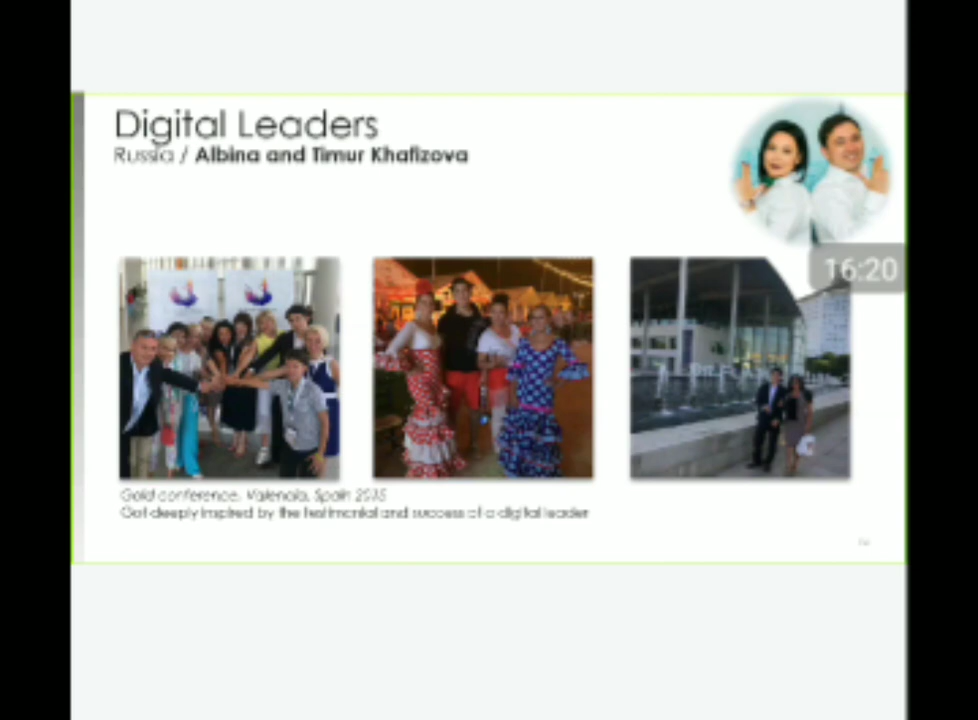 Digital Leaders
Russia / Albina and Timur Khafizova
16:20
Gold conference, Valencia, Spain 2015
Got deeply inspired by the testimonial and success of a digital leader